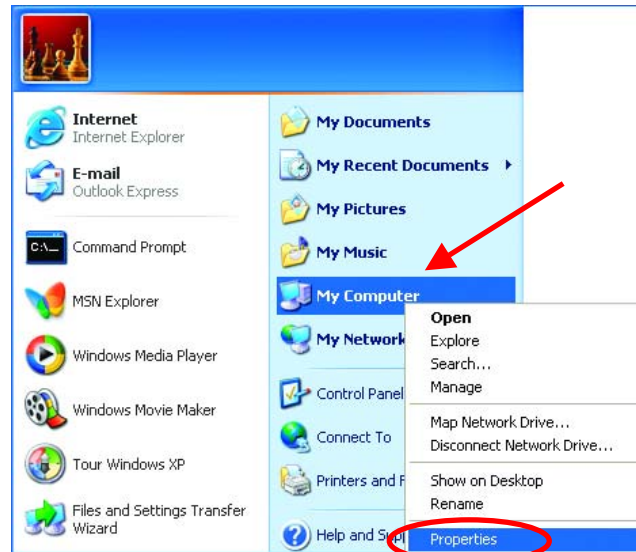 Internet
Internet Explorer
E-mail
Outlook Express
C:\_
Command Prompt
MSN Explorer
Windows Media Player
Windows Movie Maker
Tour Windows XP
Files and Settings Transfer
Wizard
My Documents
My Recent Documents
My Pictures
My Music
My Computer
My Network
Control Panel
Connect To
Printers and F
Help and Supp
Open
Explore
Search...
Manage
Map Network Drive...
Disconnect Network Drive...
Show on Desktop
Rename
Properties